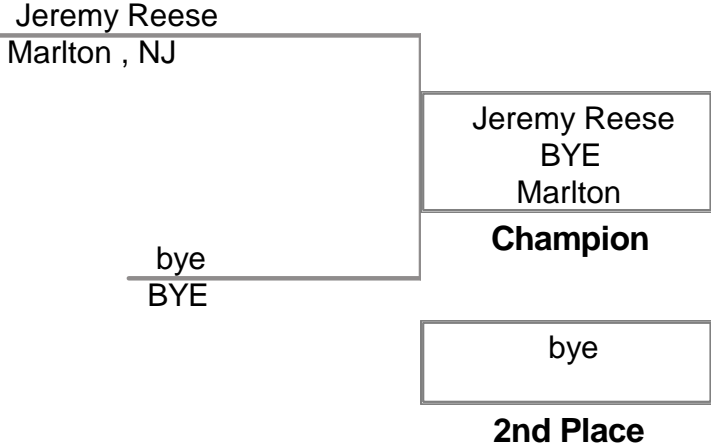 Jeremy Reese
Marlton , NJ
Jeremy Reese
BYE
Marlton
Champion
bye
BYE
bye
2nd Place